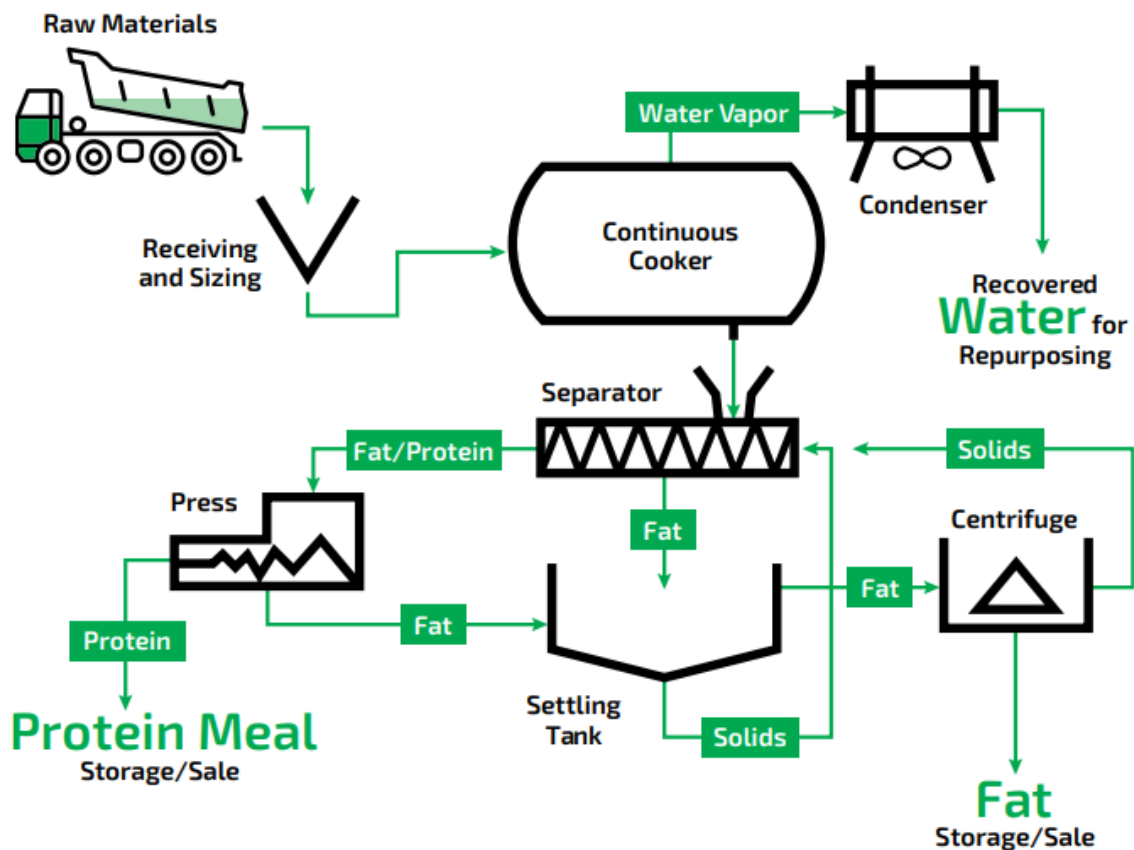 Raw Materials
Water Vapor
Condenser
Receiving
and Sizing
Continuous
Cooker
Recovered
Water for
Repurposing
Separator
Fat/Protein
Solids
Press
Fat
Centrifuge
Fat
Fat
Protein
Settling
Tank
Solids
Protein Meal
Storage/Sale
Fat
Storage/Sale